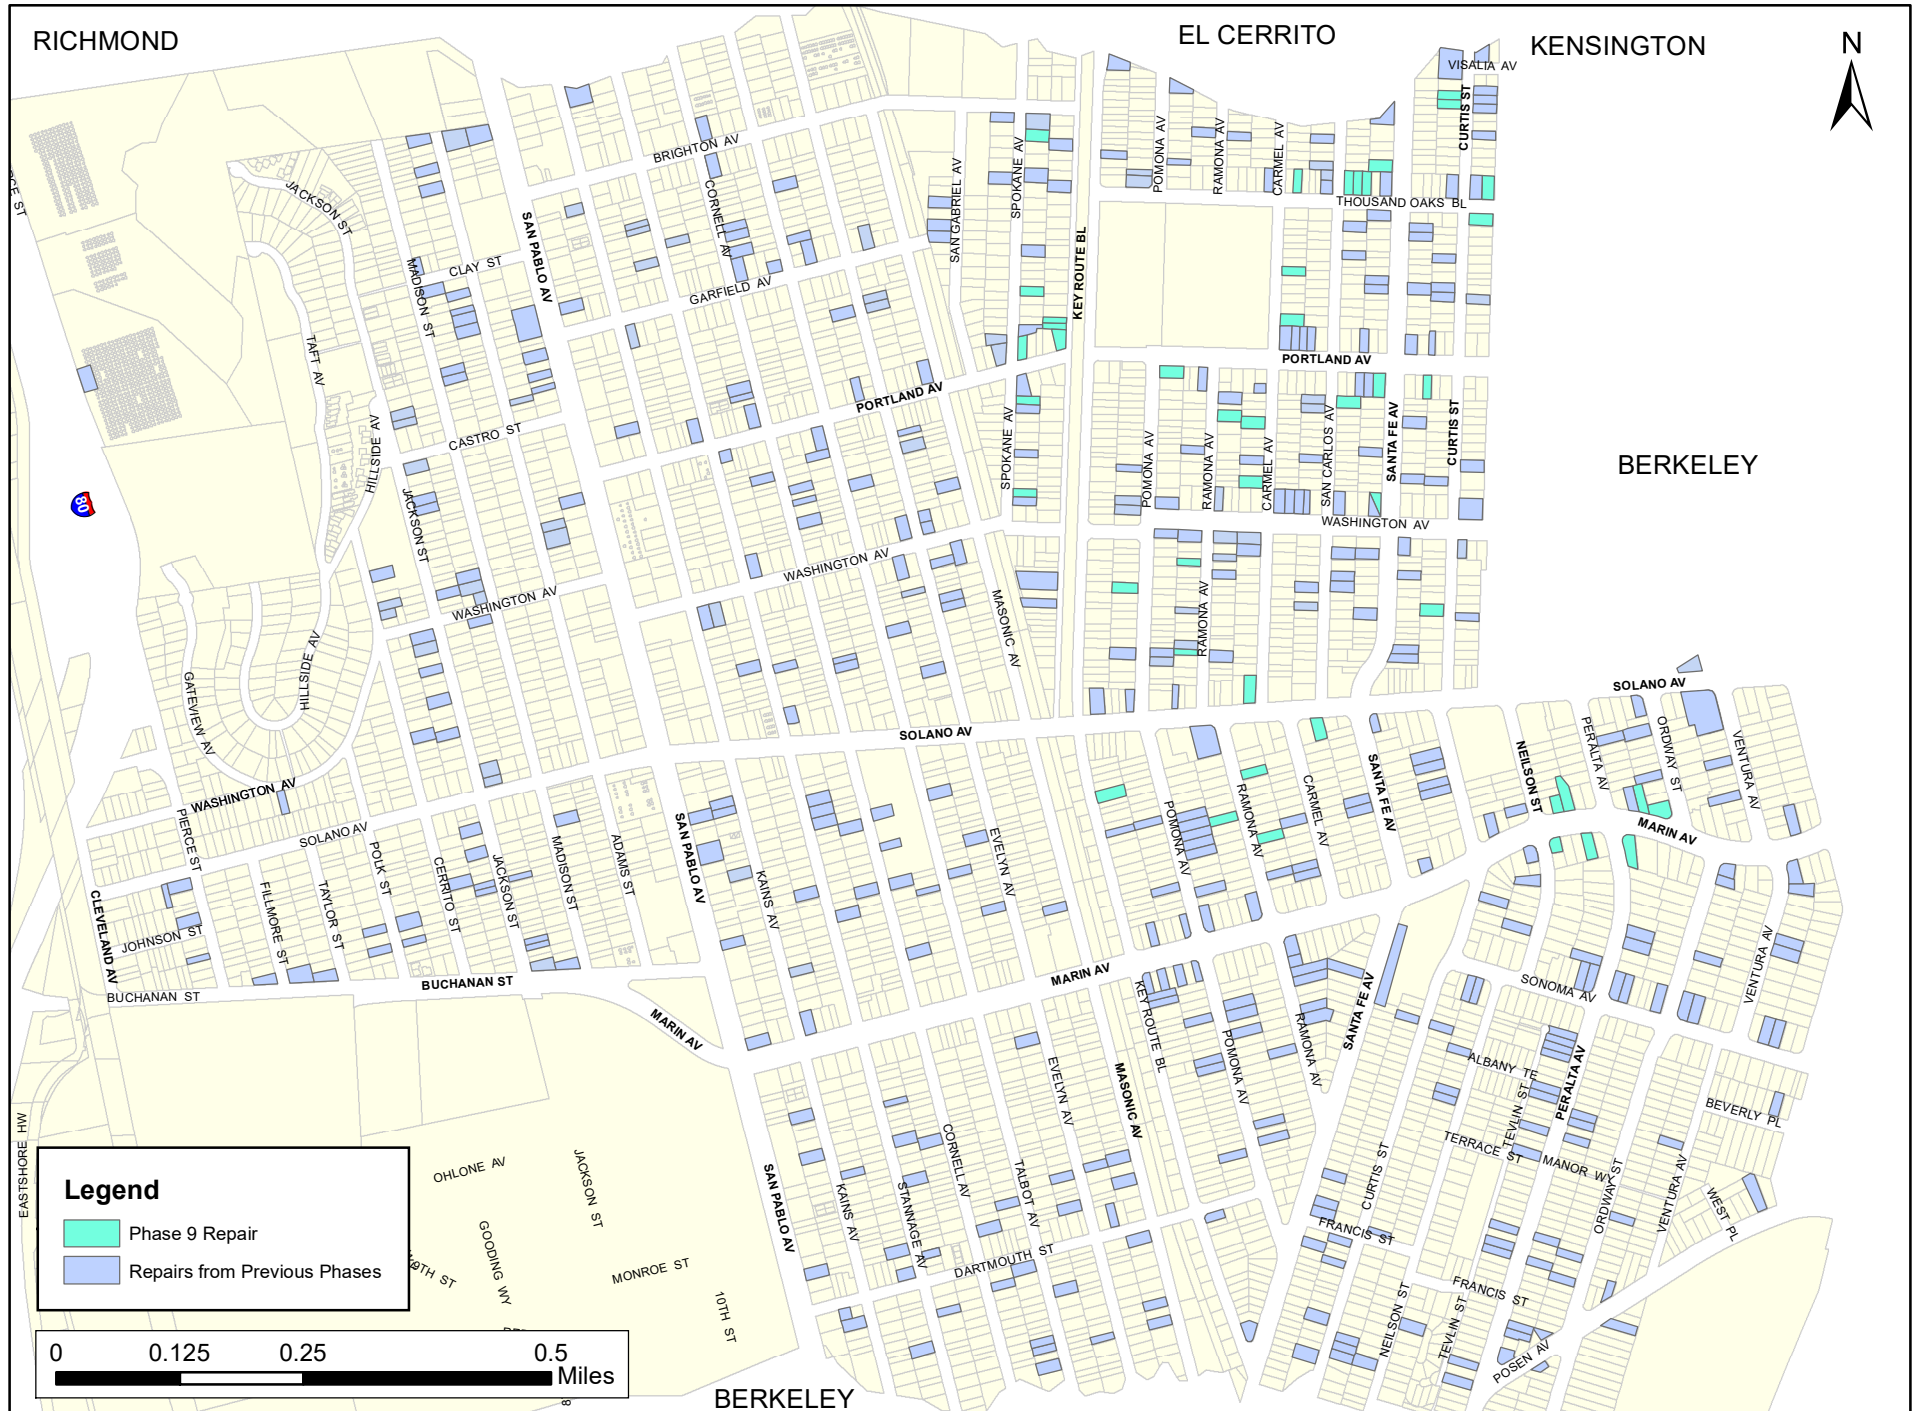 RICHMOND
EL CERRITO
KENSINGTON
N
VISALIA AV
CURTIS ST
BRIGHTON AV
CORNELL AV
POMONA AV
RAMONA AV
CARMEL AV
SPOKANE AV
SAN GABRIEL AV
THOUSAND OAKS BL
JACKSON ST
SAN PABLO AV
KEY ROUTE BL
CLAY ST
MADISON ST
GARFIELD AV
TAFT AV
PORTLAND AV
PORTLAND AV
HILLSIDE AV
CASTRO ST
SPOKANE AV
POMONA AV
RAMONA AV
CARMEL AV
SAN CARLOS AV
SANTA FE AV
CURTIS ST
BERKELEY
80
JACKSON ST
WASHINGTON AV
WASHINGTON AV
WASHINGTON AV
MASONIC AV
RAMONA AV
HILLSIDE AV
GATEVIEW AV
SOLANO AV
SOLANO AV
WASHINGTON AV
PIERCE ST
SOLANO AV
NEILSON ST
PERALTA AV
ORDWAY ST
VENTURA AV
MARIN AV
POLK ST
CERRITO ST
JACKSON ST
MADISON ST
ADAMS ST
SAN PABLO AV
KAINS AV
EVELYN AV
POMONA AV
RAMONA AV
CARMEL AV
SANTA FE AV
CLEVELAND AV
JOHNSON ST
FILLMORE ST
TAYLOR ST
BUCHANAN ST
BUCHANAN ST
MARIN AV
MARIN AV
KEY ROUTE BL
POMONA AV
RAMONA AV
SANTA FE AV
SONOMA AV
VENTURA AV
ALBANY TE
PERALTA AV
TEVLIN ST
BEVERLY PL
EVELYN AV
MASONIC AV
TERRACE ST
MANOR WY
CURTIS ST
ORDWAY ST
VENTURA AV
WEST PL
EASTSHORE HW
OHLONE AV
JACKSON ST
GOODING WY
MONROE ST
10TH ST
SAN PABLO AV
KAINS AV
STANNAGE AV
CORNELL AV
TALBOT AV
DARTMOUTH ST
FRANCIS ST
FRANCIS ST
NEILSON ST
TEVLIN ST
POSEN AV
Legend
Phase 9 Repair
Repairs from Previous Phases
0 0.125 0.25 0.5
Miles
BERKELEY